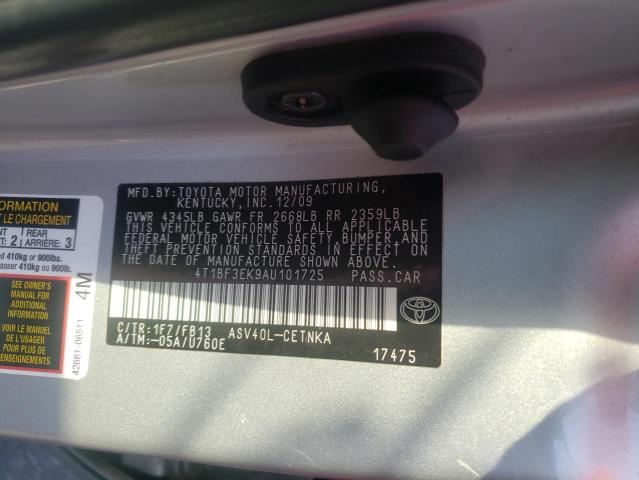 NFORMATION
LE CHARGEMENT
NT 2 | REAR ARRIÈRE: 3
ed 410kg or 900lbs.
asser 410kg ou 900lb.
SEE OWNER'S
MANUAL FOR
ADDITIONAL
INFORMATION
VOIR LE MANUEL
DE L'USAGER
POUR PLUS DE
RENSEIGNEMENTS
4M
42661-06511
MFD.BY:TOYOTA MOTOR MANUFACTURING,
KENTUCKY,INC.12/09
GVWR 4345LB GAWR FR 2668LB RR 2359LB
THIS VEHICLE CONFORMS TO ALL APPLICABLE
FEDERAL MOTOR VEHICLE SAFETY, BUMPER, AND
THEFT PREVENTION STANDARDS IN EFFECT ON
THE DATE OF MANUFACTURE SHOWN ABOVE.
4T1BF3EK9AU101725 PASS.CAR
C/TR:1F7/FB13 ASV40L-CETNKA
A/TM:-05A/U760E
17475
TOYOTA